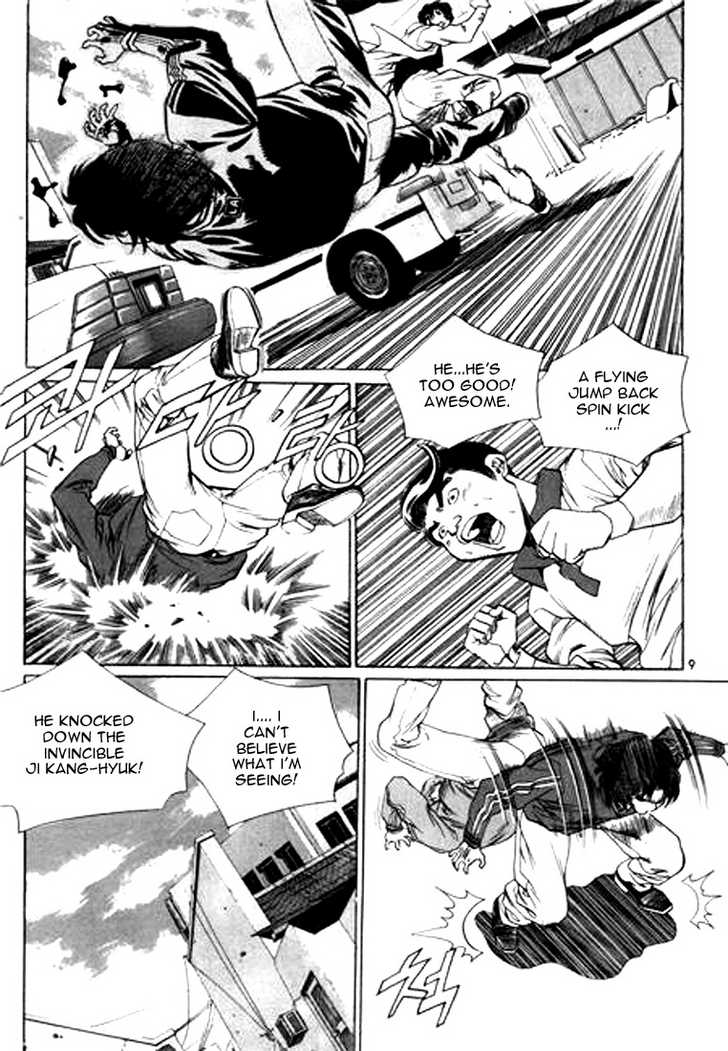 A FLYING
JUMP BACK
SPIN KICK
...!
HE...HE'S
TOO GOOD!
AWESOME.
9
I.... I
CAN'T
BELIEVE
WHAT I'M
SEEING!
HE KNOCKED
DOWN THE
INVINCIBLE
JI KANG-HYUK!